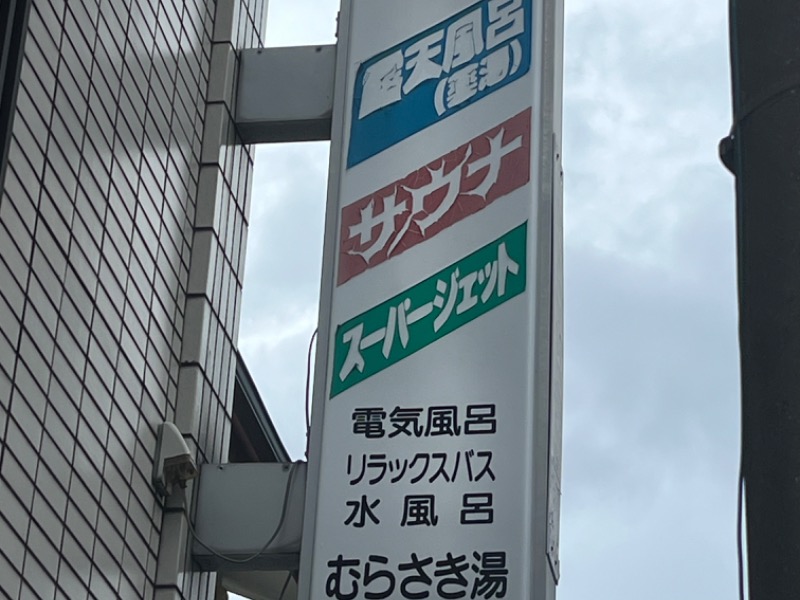 露天風呂
(薬湯)
サウナ
スーパージェット
電気風呂
リラックスバス
水風呂
むらさき湯